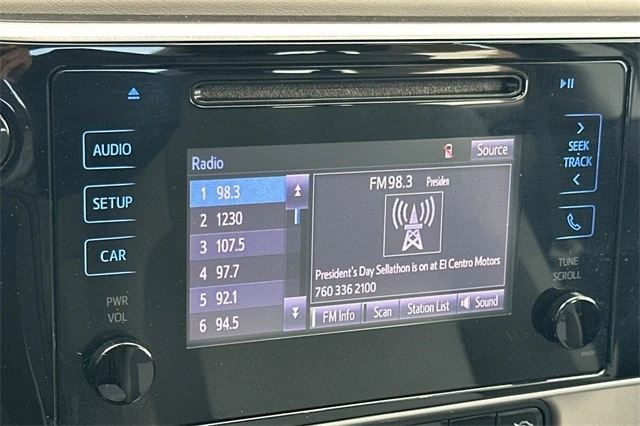 AUDIO
SETUP
CAR
PWR
·
VOL
Radio
Source
1 98.3
2 1230
3 107.5
4 97.7
5 92.1
6 94.5
FM98.3 Presiden
President's Day Sellathon is on at El Centro Motors
760 336 2100
FM Info
Scan
Station List
Sound
SEEK
·
TRACK
TUNE
SCROLL